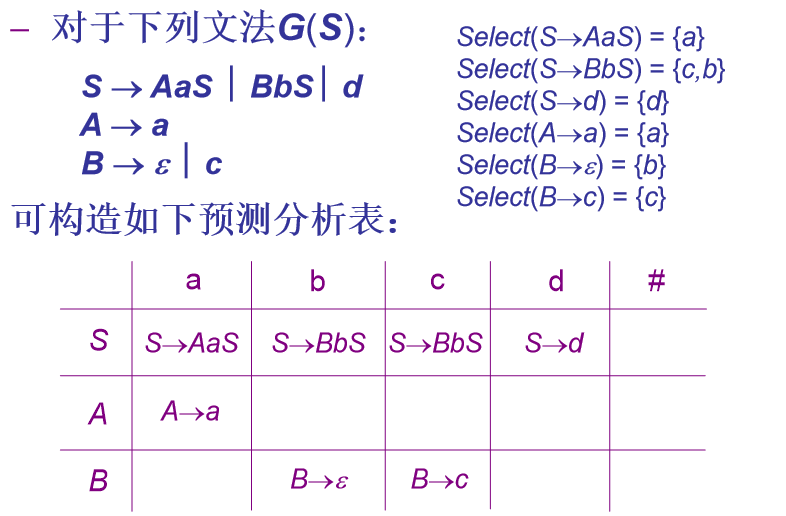 – 对于下列文法G(S)：
S → AaS | BbS | d
A → a
B → ε | c
Select(S→AaS) = {a}
Select(S→BbS) = {c,b}
Select(S→d) = {d}
Select(A→a) = {a}
Select(B→ε) = {b}
Select(B→c) = {c}
可构造如下预测分析表：
a b c d #
S S→AaS S→BbS S→BbS S→d
A A→a
B B→ε B→c